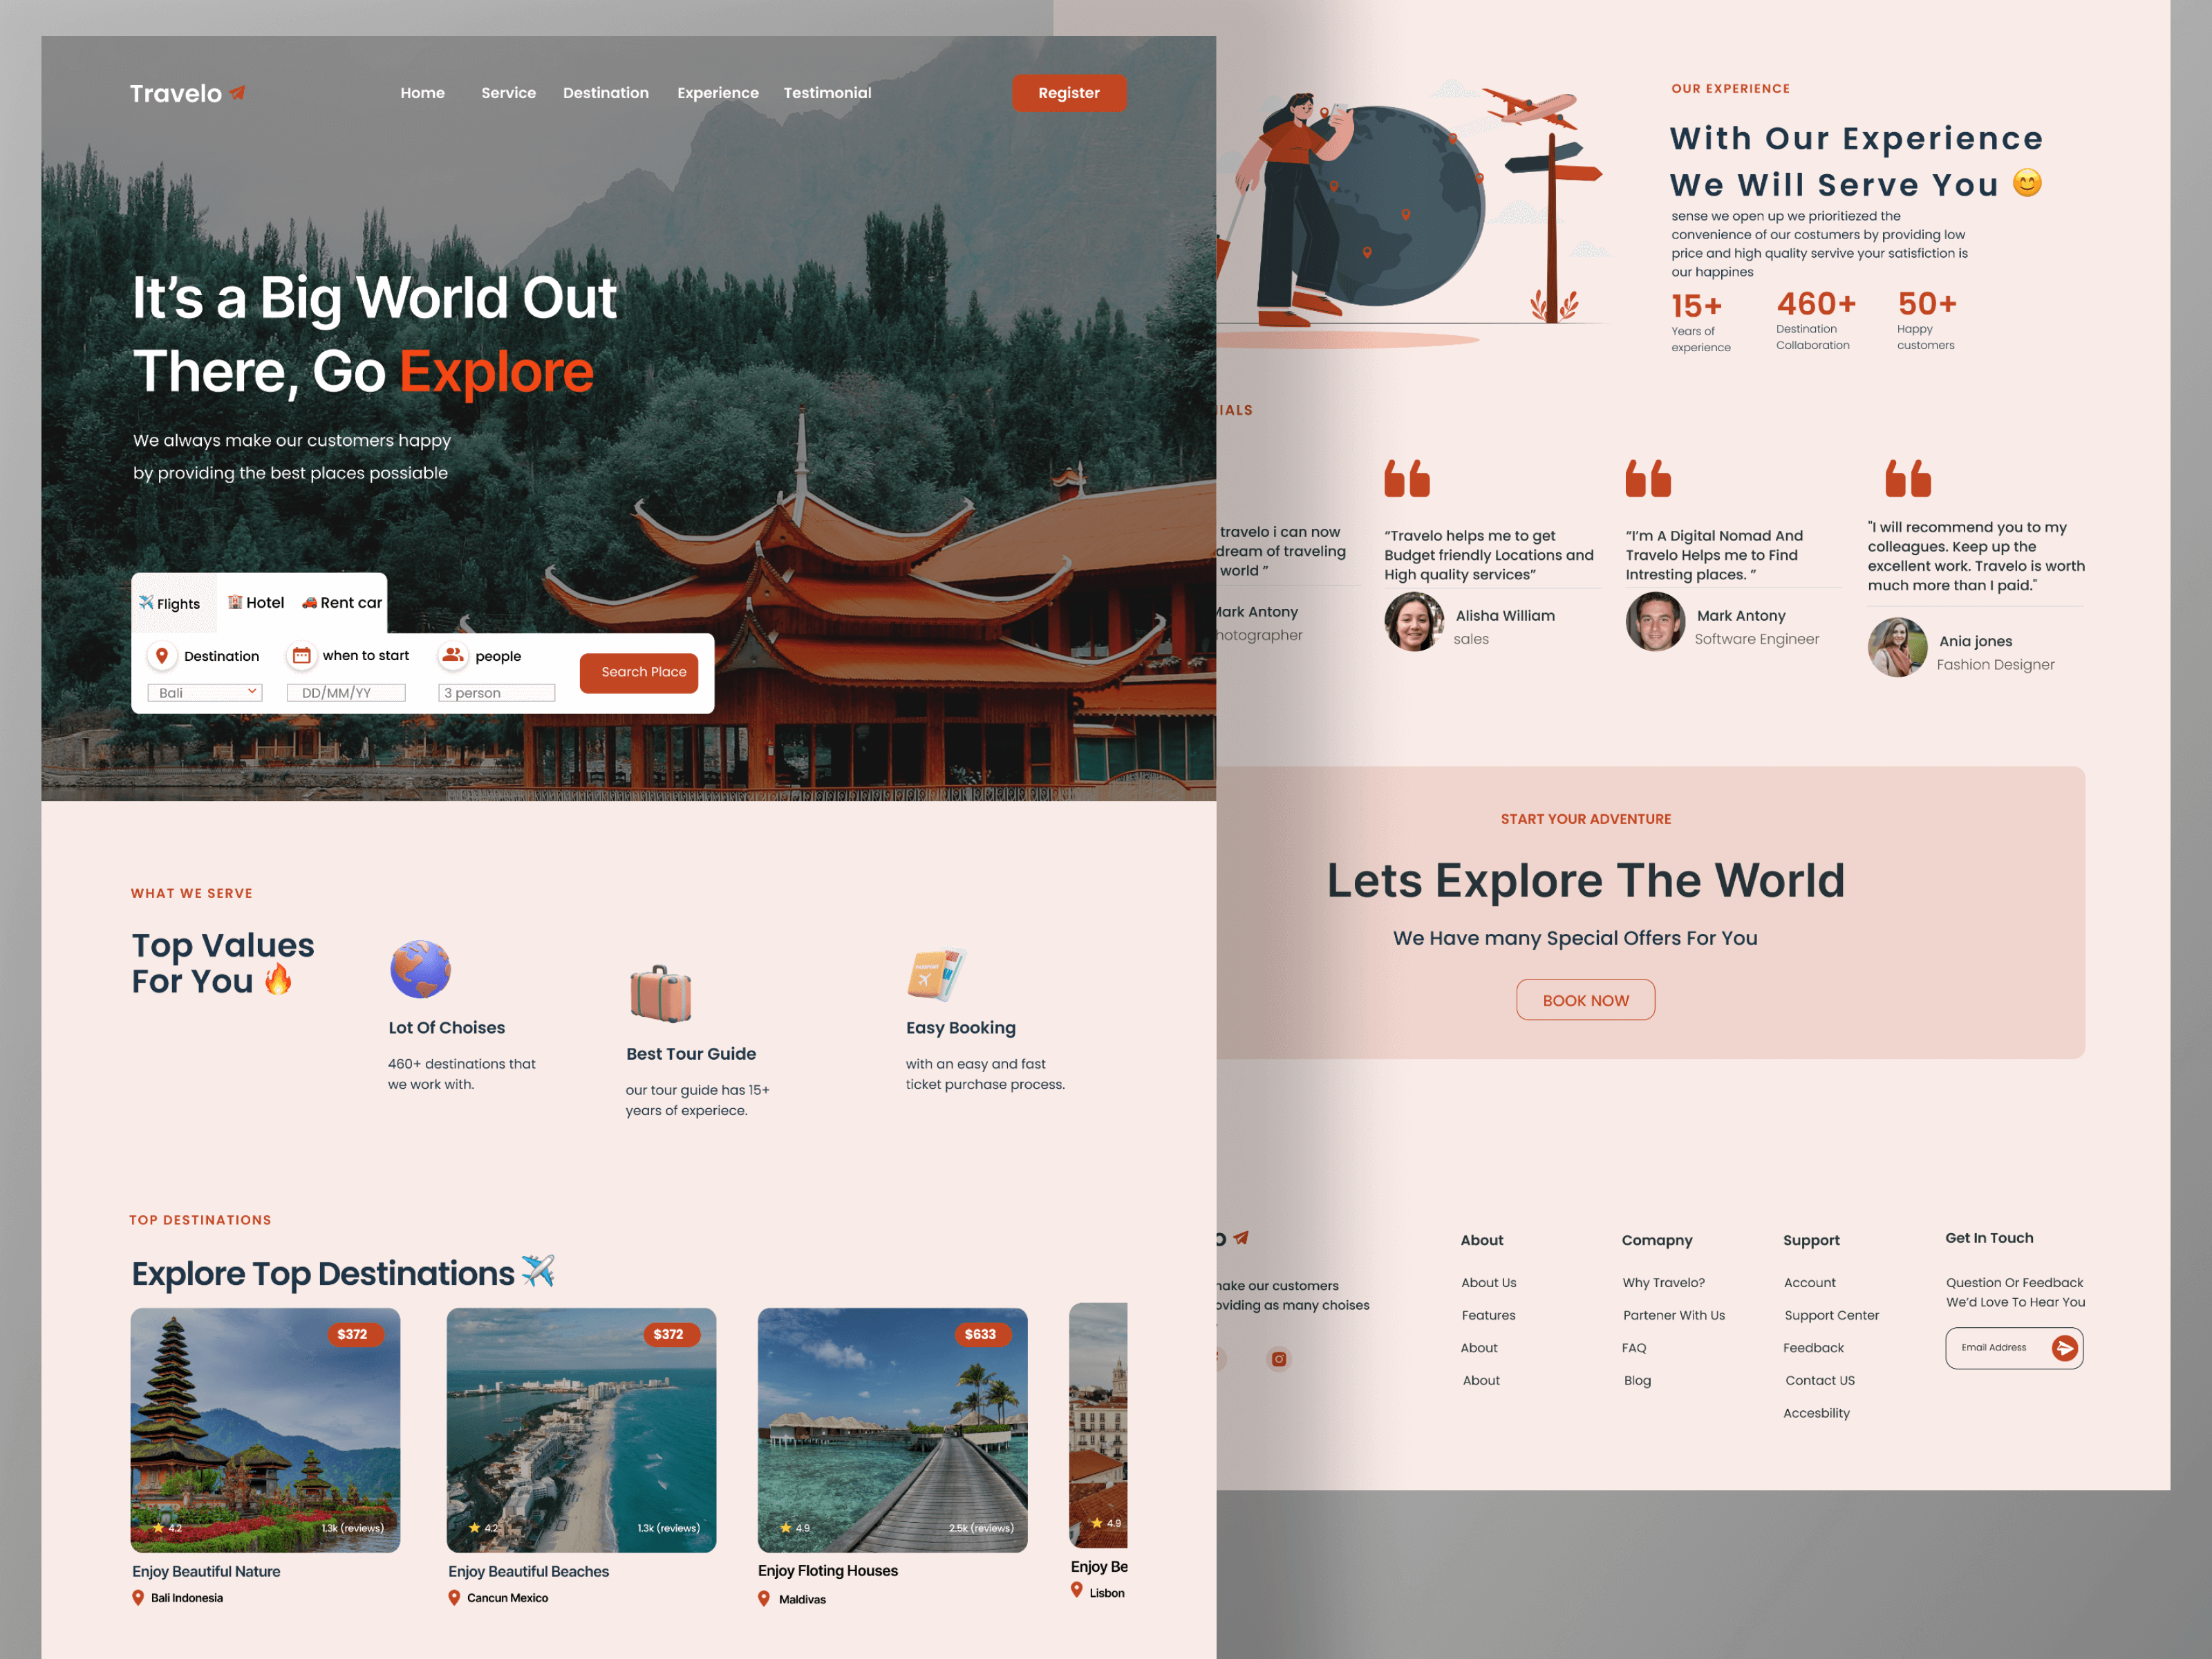 Travelo
Home Service Destination Experience Testimonial
Register
It's a Big World Out
There, Go Explore
We always make our customers happy
by providing the best places possiable
Flights Hotel Rent car
Destination when to start people
Bali DD/MM/YY 3 person
Search Place
WHAT WE SERVE
Top Values
For You
Lot Of Choises
460+ destinations that
we work with.
Best Tour Guide
our tour guide has 15+
years of experiece.
Easy Booking
with an easy and fast
ticket purchase process.
TOP DESTINATIONS
Explore Top Destinations
$372
4.2 1.3k (reviews)
Enjoy Beautiful Nature
Bali Indonesia
$372
4.2 1.3k (reviews)
Enjoy Beautiful Beaches
Cancun Mexico
$633
4.9 2.5k (reviews)
Enjoy Floting Houses
Maldivas
4.9
Enjoy Be
Lisbon
OUR EXPERIENCE
With Our Experience
We Will Serve You
sense we open up we prioritiezed the
convenience of our costumers by providing low
price and high quality servive your satisfiction is
our happines
15+
Years of
experience
460+
Destination
Collaboration
50+
Happy
customers
IALS
travelo i can now
dream of traveling
world ”
Mark Antony
hotographer
“Travelo helps me to get
Budget friendly Locations and
High quality services”
Alisha William
sales
“I'm A Digital Nomad And
Travelo Helps me to Find
Intresting places. ”
Mark Antony
Software Engineer
"I will recommend you to my
colleagues. Keep up the
excellent work. Travelo is worth
much more than I paid."
Ania jones
Fashion Designer
START YOUR ADVENTURE
Lets Explore The World
We Have many Special Offers For You
BOOK NOW
o
make our customers
oviding as many choises
About
About Us
Features
About
About
Comapny
Why Travelo?
Partener With Us
FAQ
Blog
Support
Account
Support Center
Feedback
Contact US
Accesbility
Get In Touch
Question Or Feedback
We'd Love To Hear You
Email Address